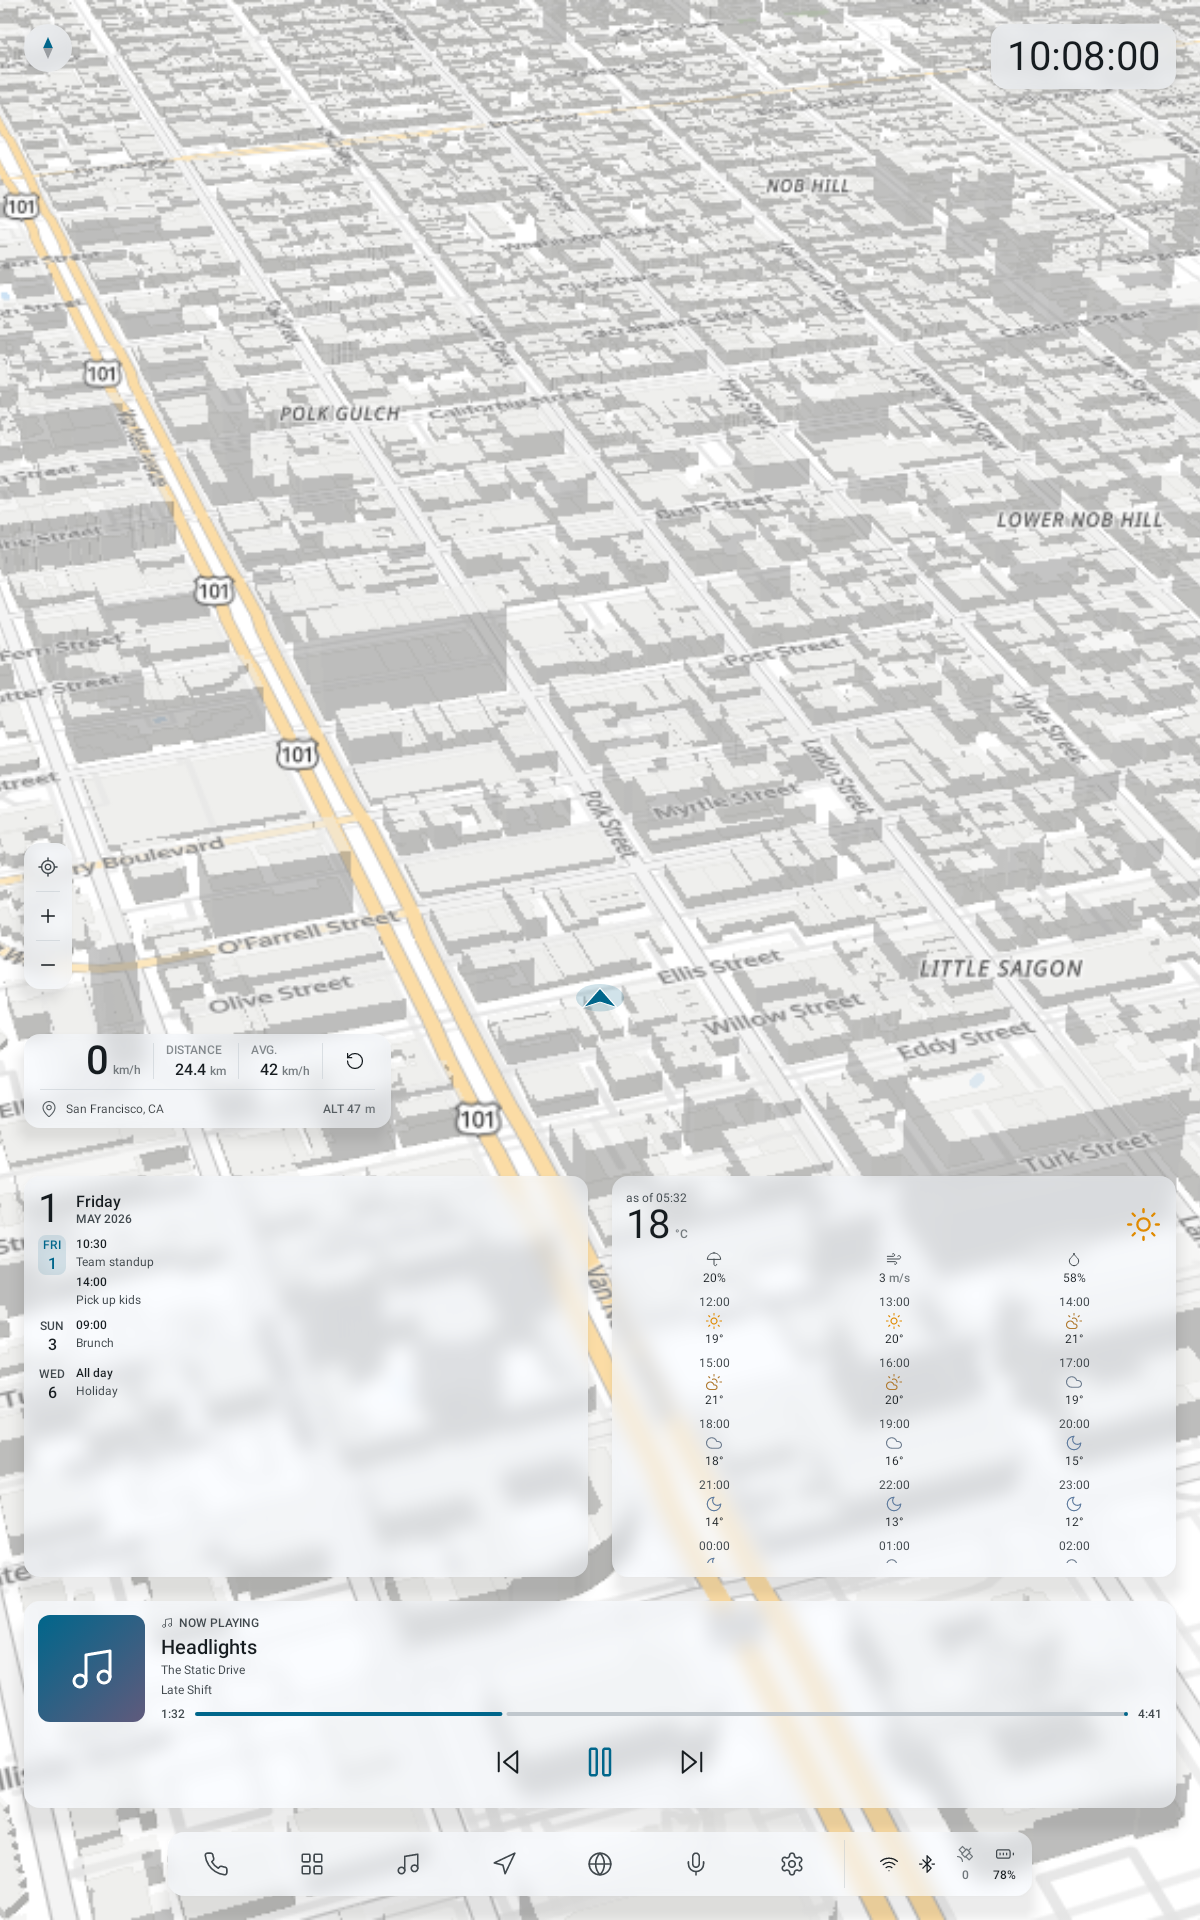 10:08:00
NOB HILL
101
101
POLK GULCH
California Street
Bush Street
LOWER NOB HILL
101
Post Street
Hyde Street
101
Larkin Street
Myrtle Street
Polk Street
O'Farrell Street
Olive Street
Ellis Street
LITTLE SAIGON
Willow Street
Eddy Street
Turk Street
101
0 km/h
DISTANCE
24.4 km
AVG.
42 km/h
San Francisco, CA
ALT 47 m
1
Friday
MAY 2026
FRI
1
10:30
Team standup
14:00
Pick up kids
SUN
3
09:00
Brunch
WED
6
All day
Holiday
as of 05:32
18 °C
20%
3 m/s
58%
12:00
13:00
14:00
19°
20°
21°
15:00
16:00
17:00
21°
20°
19°
18:00
19:00
20:00
18°
16°
15°
21:00
22:00
23:00
14°
13°
12°
00:00
01:00
02:00
NOW PLAYING
Headlights
The Static Drive
Late Shift
1:32
4:41
0
78%